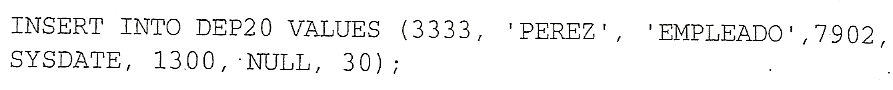 INSERT INTO DEP20 VALUES (3333, 'PEREZ', 'EMPLEADO',7902,
SYSDATE, 1300, NULL, 30);